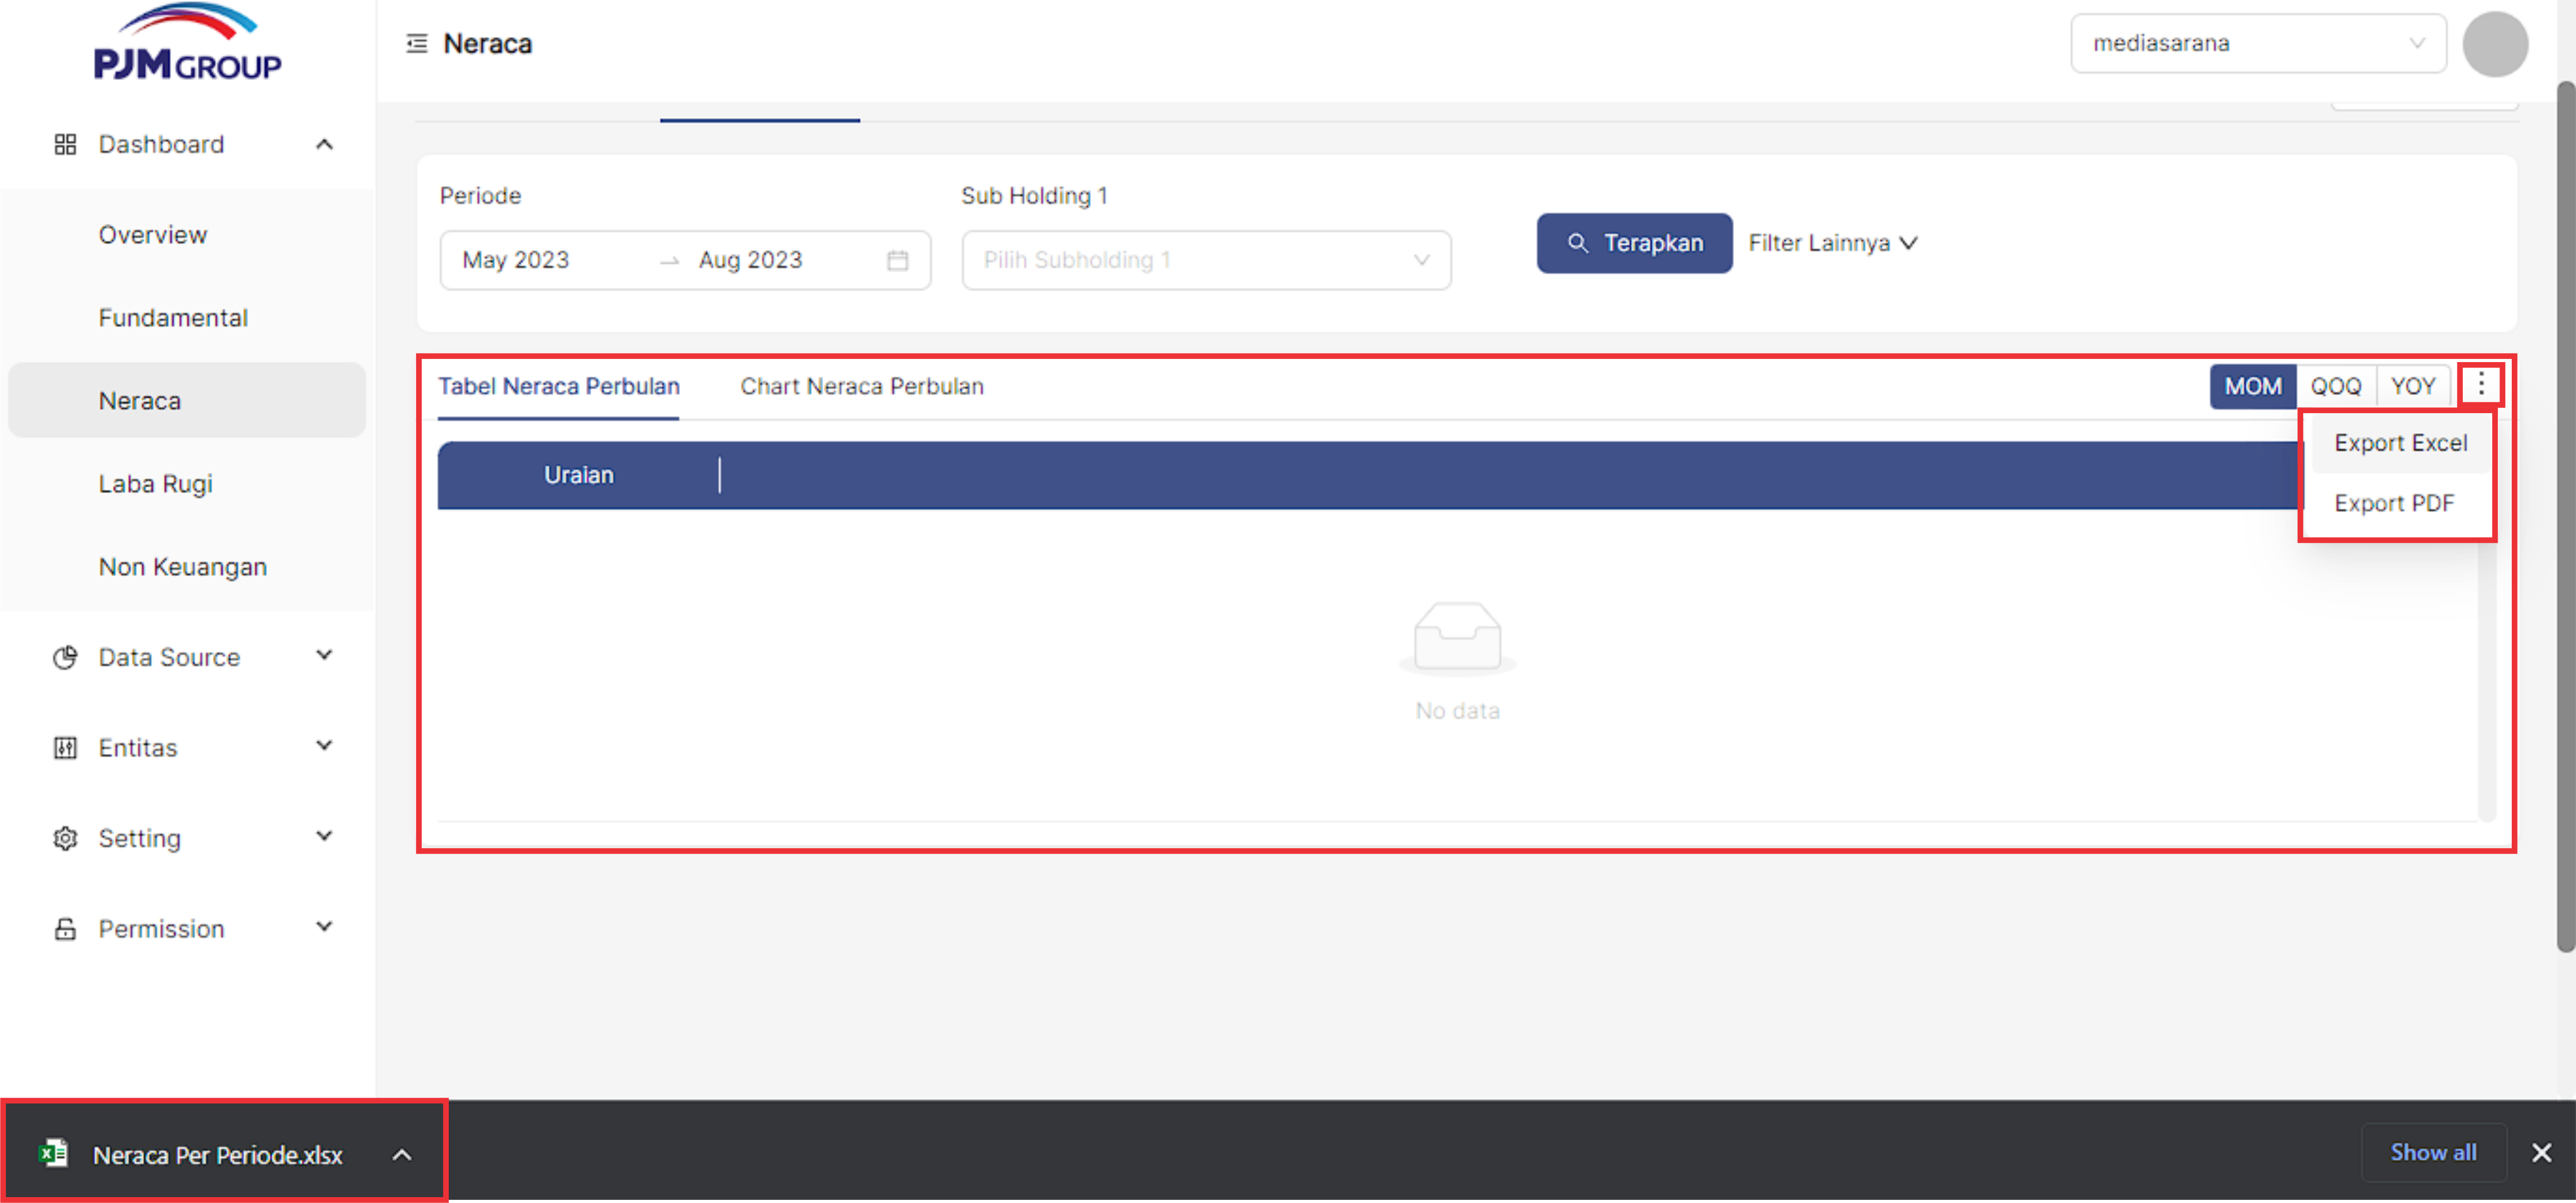 PJM GROUP
Neraca
mediasarana
Dashboard
Overview
Fundamental
Neraca
Laba Rugi
Non Keuangan
Data Source
Entitas
Setting
Permission
Periode
Sub Holding 1
May 2023
Aug 2023
Pilih Subholding 1
Terapkan
Filter Lainnya
Tabel Neraca Perbulan
Chart Neraca Perbulan
MOM
QOQ
YOY
Export Excel
Export PDF
Uraian
No data
Neraca Per Periode.xlsx
Show all